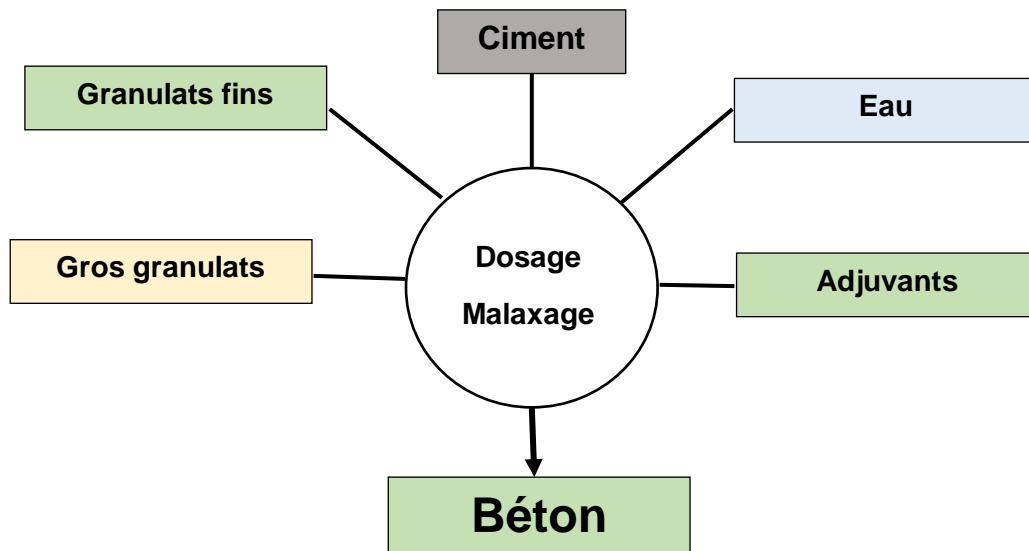 Ciment
Granulats fins
Eau
Gros granulats
Dosage
Malaxage
Adjuvants
Béton